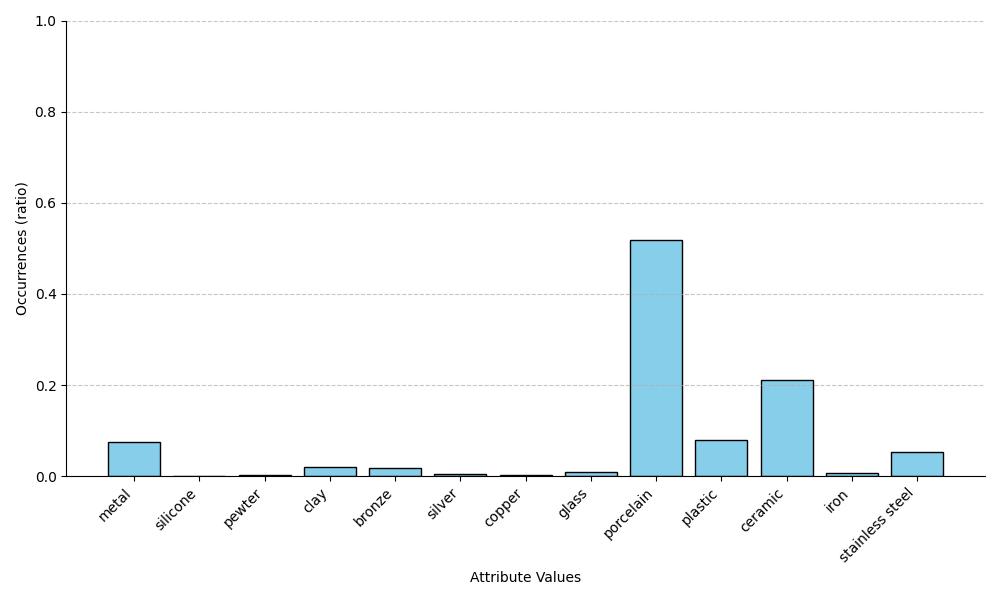 1.0
0.8
0.6
0.4
0.2
0.0
Occurrences (ratio)
metal
silicone
pewter
clay
bronze
silver
copper
glass
porcelain
plastic
ceramic
iron
stainless steel
Attribute Values